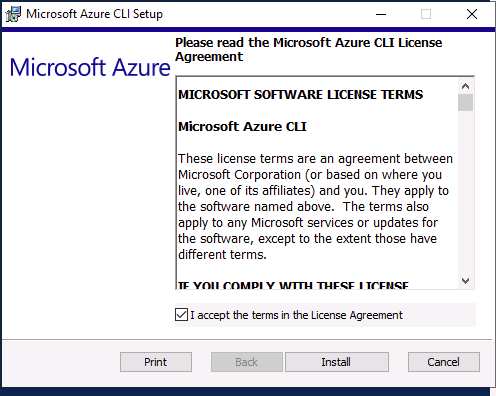 Microsoft Azure CLI Setup
Please read the Microsoft Azure CLI License
Agreement
Microsoft Azure
MICROSOFT SOFTWARE LICENSE TERMS
Microsoft Azure CLI
These license terms are an agreement between
Microsoft Corporation (or based on where you
live, one of its affiliates) and you. They apply to
the software named above.  The terms also
apply to any Microsoft services or updates for
the software, except to the extent those have
different terms.
IF YOU COMPLY WITH THESE LICENSE
I accept the terms in the License Agreement
Print
Back
Install
Cancel